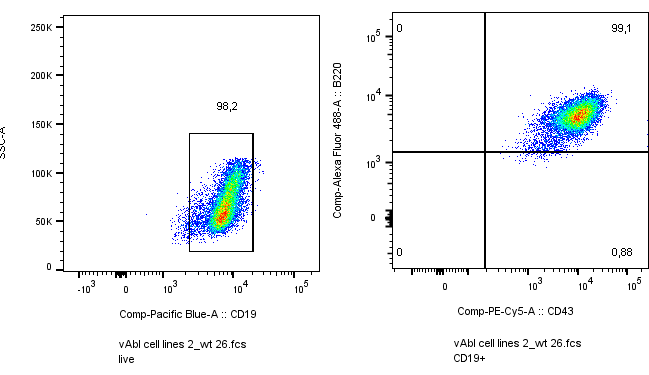 250K
200K
150K
100K
50K
0
SSC-A
98,2
-10³ 0 10³ 10⁴ 10⁵
Comp-Pacific Blue-A :: CD19
vAbl cell lines 2_wt 26.fcs
live
0 99,1
10⁵
10⁴
10³
0
Comp-Alexa Fluor 488-A :: B220
0 0,88
0 10³ 10⁴ 10⁵
Comp-PE-Cy5-A :: CD43
vAbl cell lines 2_wt 26.fcs
CD19+